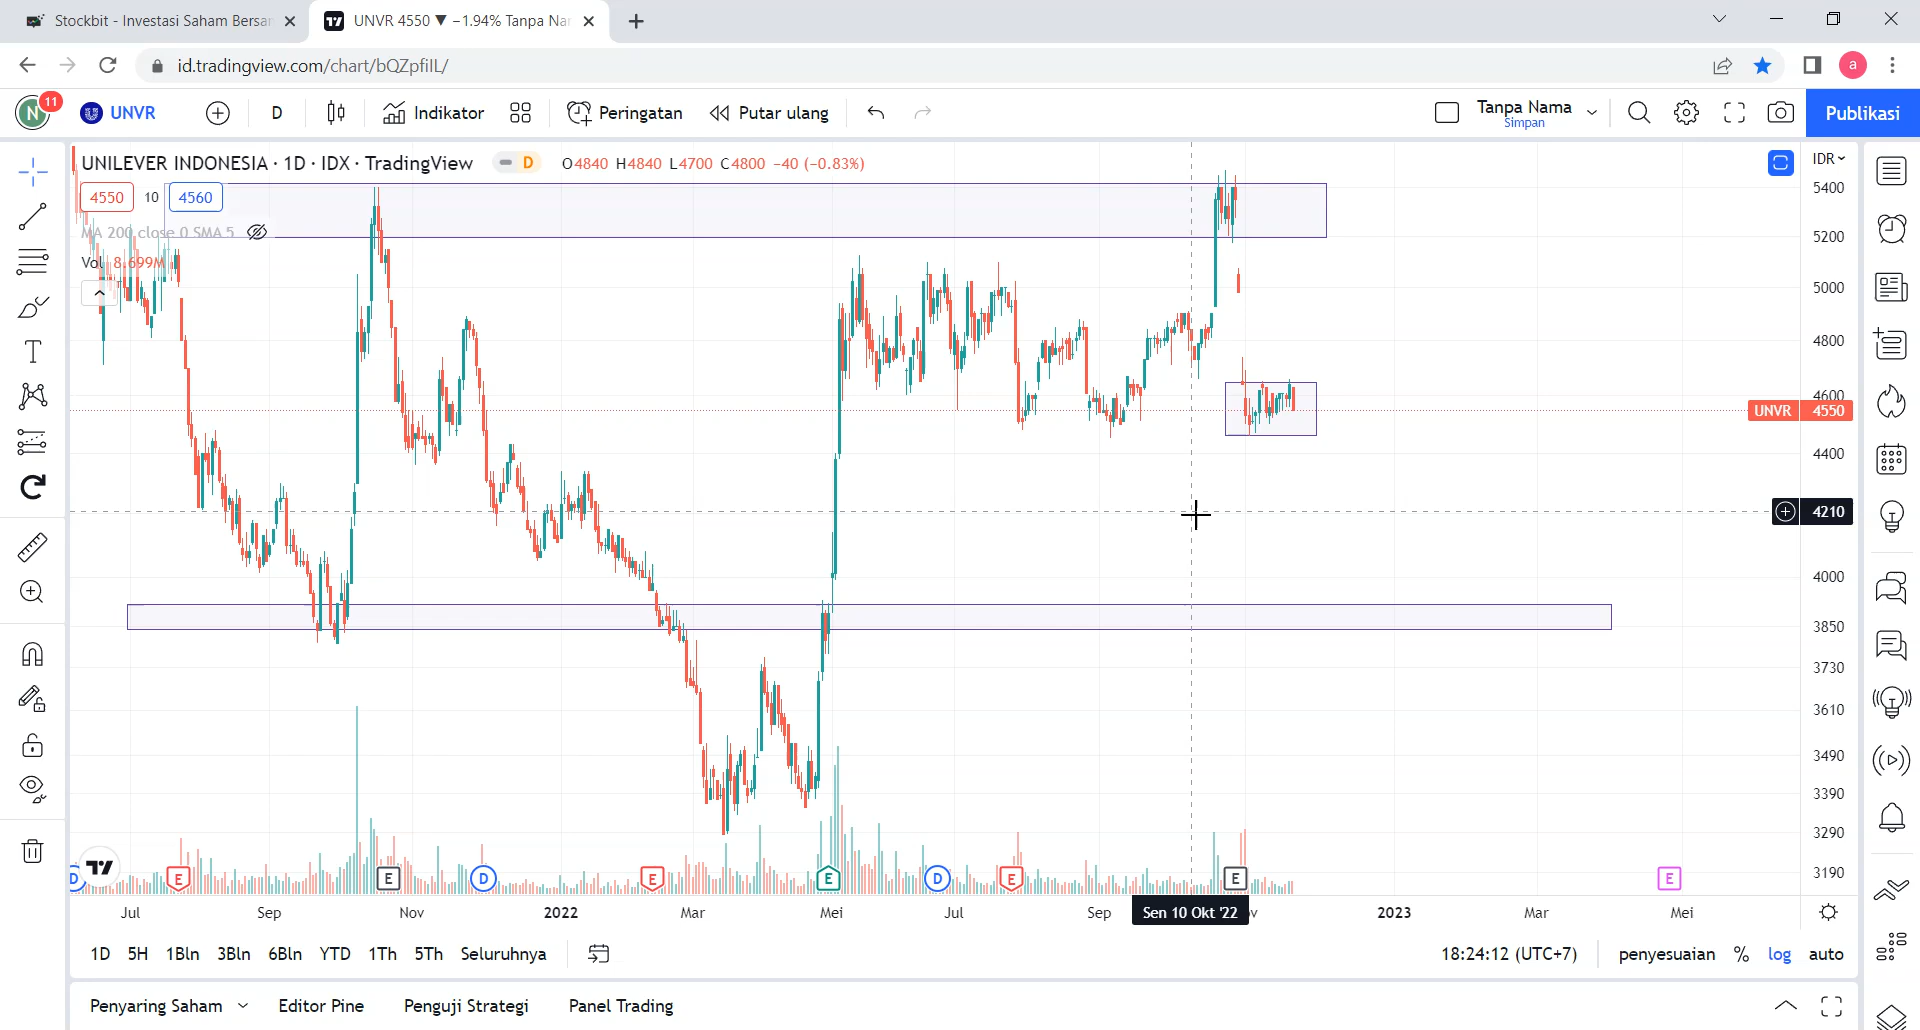 Stockbit - Investasi Saham Bersar
UNVR 4550 ▼ −1.94% Tanpa Nar
id.tradingview.com/chart/bQZpfiIL/
a
N
11
UNVR
D
Indikator
Peringatan
Putar ulang
Tanpa Nama
Simpan
Publikasi
UNILEVER INDONESIA · 1D · IDX · TradingView
D
O4840 H4840 L4700 C4800 −40 (−0.83%)
IDR
4550
10
4560
MA 200 close 0 SMA 5
Vol 8.699M
5400
5200
5000
4800
4600
UNVR 4550
4400
4210
4000
3850
3730
3610
3490
3390
3290
3190
D
E
E
D
E
E
D
E
E
E
Jul
Sep
Nov
2022
Mar
Mei
Jul
Sep
Sen 10 Okt '22
ov
2023
Mar
Mei
1D
5H
1Bln
3Bln
6Bln
YTD
1Th
5Th
Seluruhnya
18:24:12 (UTC+7)
penyesuaian
%
log
auto
Penyaring Saham
Editor Pine
Penguji Strategi
Panel Trading